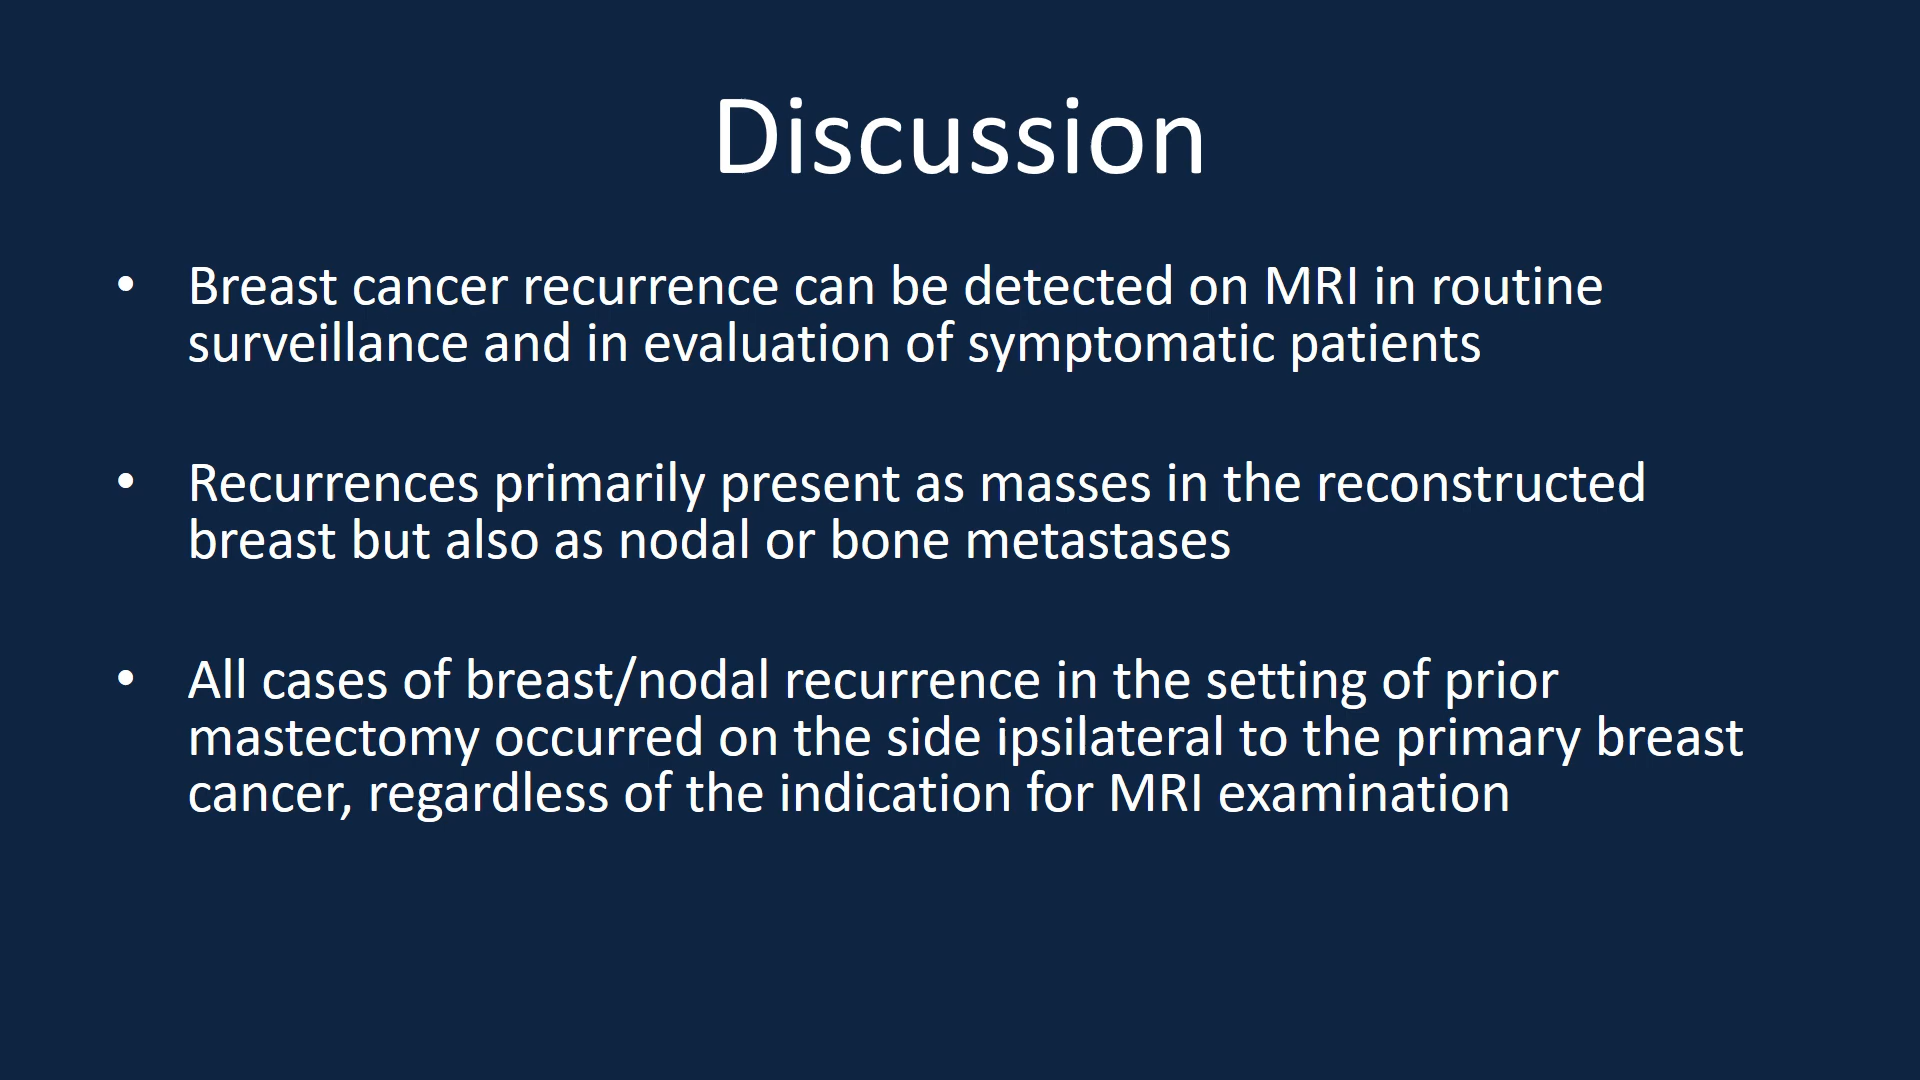 Discussion
• Breast cancer recurrence can be detected on MRI in routine
surveillance and in evaluation of symptomatic patients
• Recurrences primarily present as masses in the reconstructed
breast but also as nodal or bone metastases
• All cases of breast/nodal recurrence in the setting of prior
mastectomy occurred on the side ipsilateral to the primary breast
cancer, regardless of the indication for MRI examination